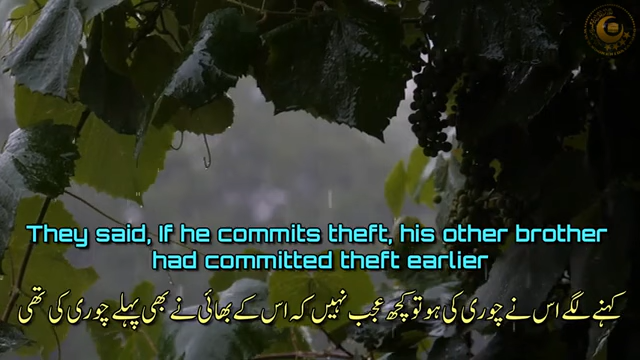 They said, If he commits theft, his other brother
had committed theft earlier
کہنے لگے اس نے چوری کی ہو تو کچھ عجب نہیں کہ اس کے بھائی نے بھی پہلے چوری کی تھی